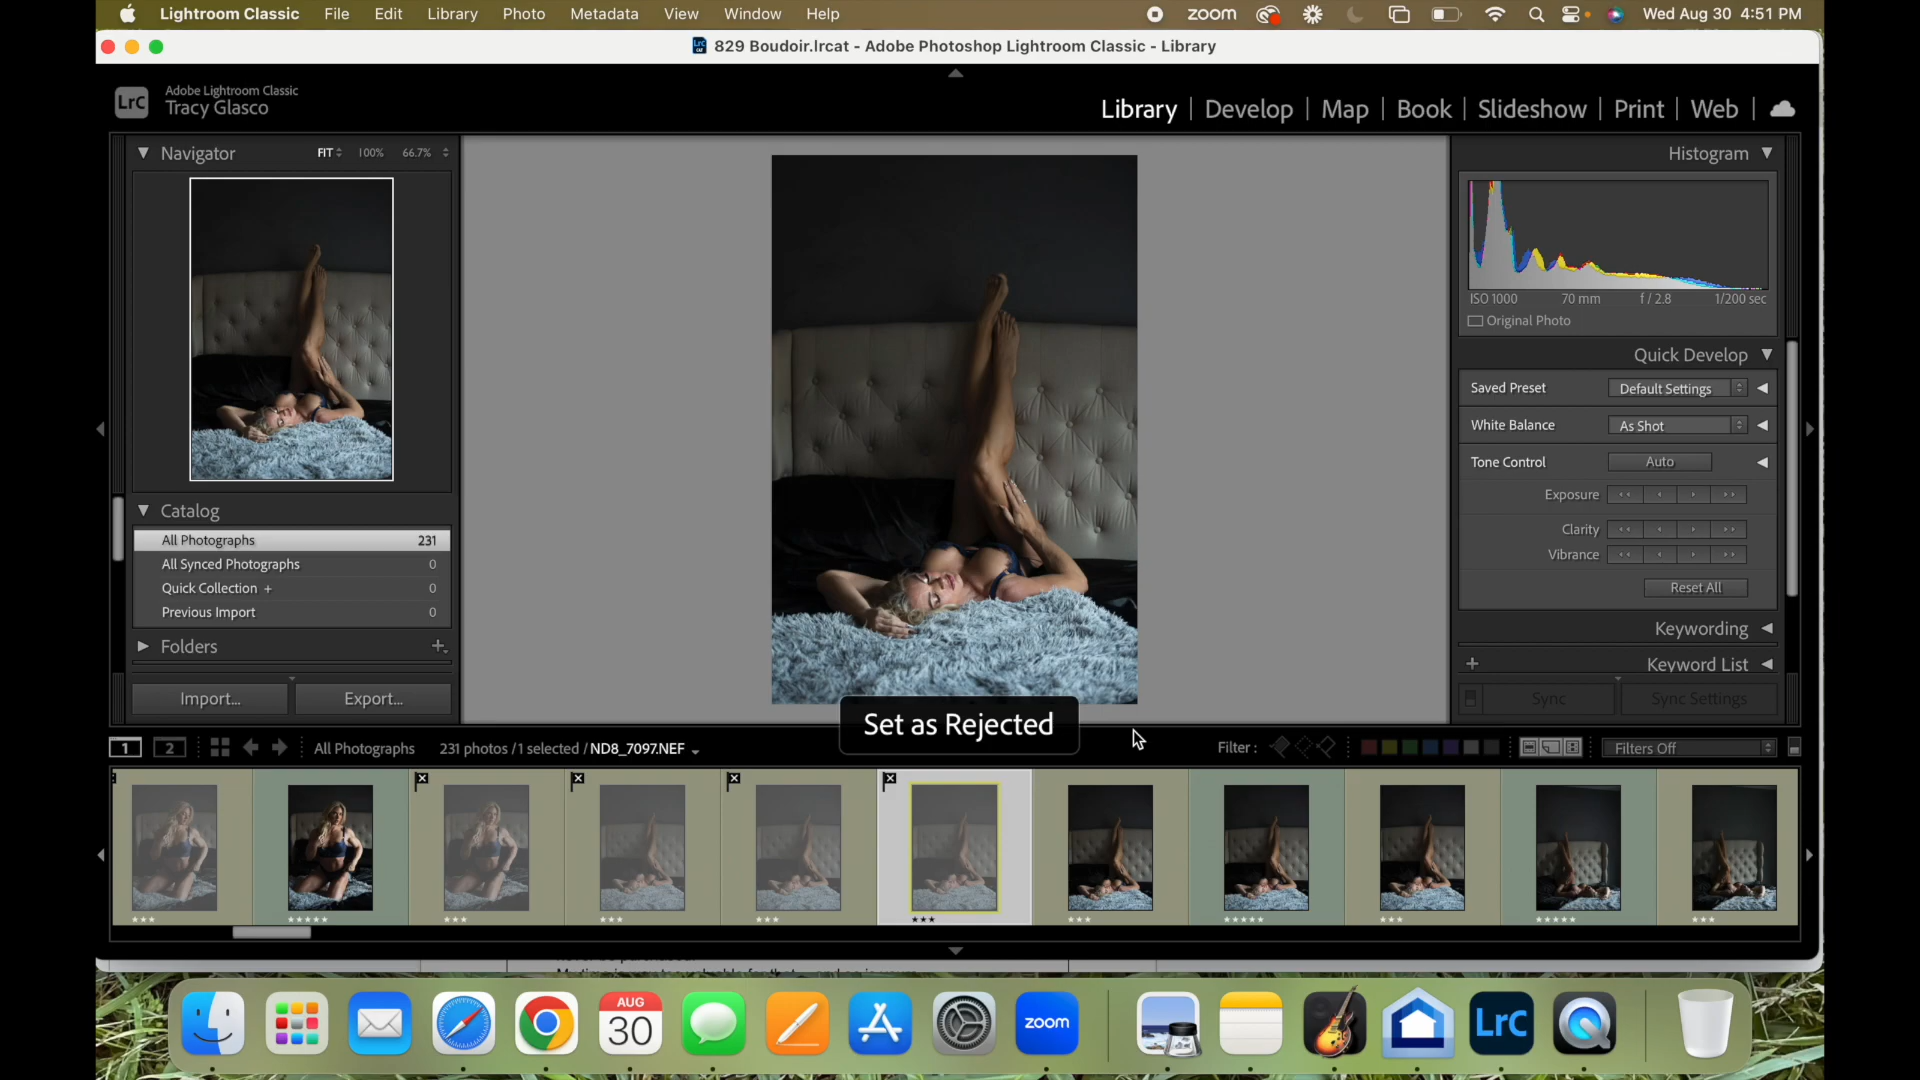 Lightroom Classic File Edit Library Photo Metadata View Window Help zoom Wed Aug 30 4:51 PM
829 Boudoir.lrcat - Adobe Photoshop Lightroom Classic - Library
LrC Adobe Lightroom Classic
Tracy Glasco
Library | Develop | Map | Book | Slideshow | Print | Web
Navigator FIT 100% 66.7%
Histogram
ISO 1000 70 mm f / 2.8 1/200 sec
Original Photo
Quick Develop
Saved Preset Default Settings
White Balance As Shot
Tone Control Auto
Exposure
Clarity
Vibrance
Reset All
Keywording
Keyword List
Sync Sync Settings
Catalog
All Photographs 231
All Synced Photographs 0
Quick Collection + 0
Previous Import 0
Folders
Import... Export...
Set as Rejected
1 2 All Photographs 231 photos / 1 selected / ND8_7097.NEF Filter : Filters Off
AUG
30
zoom
LrC